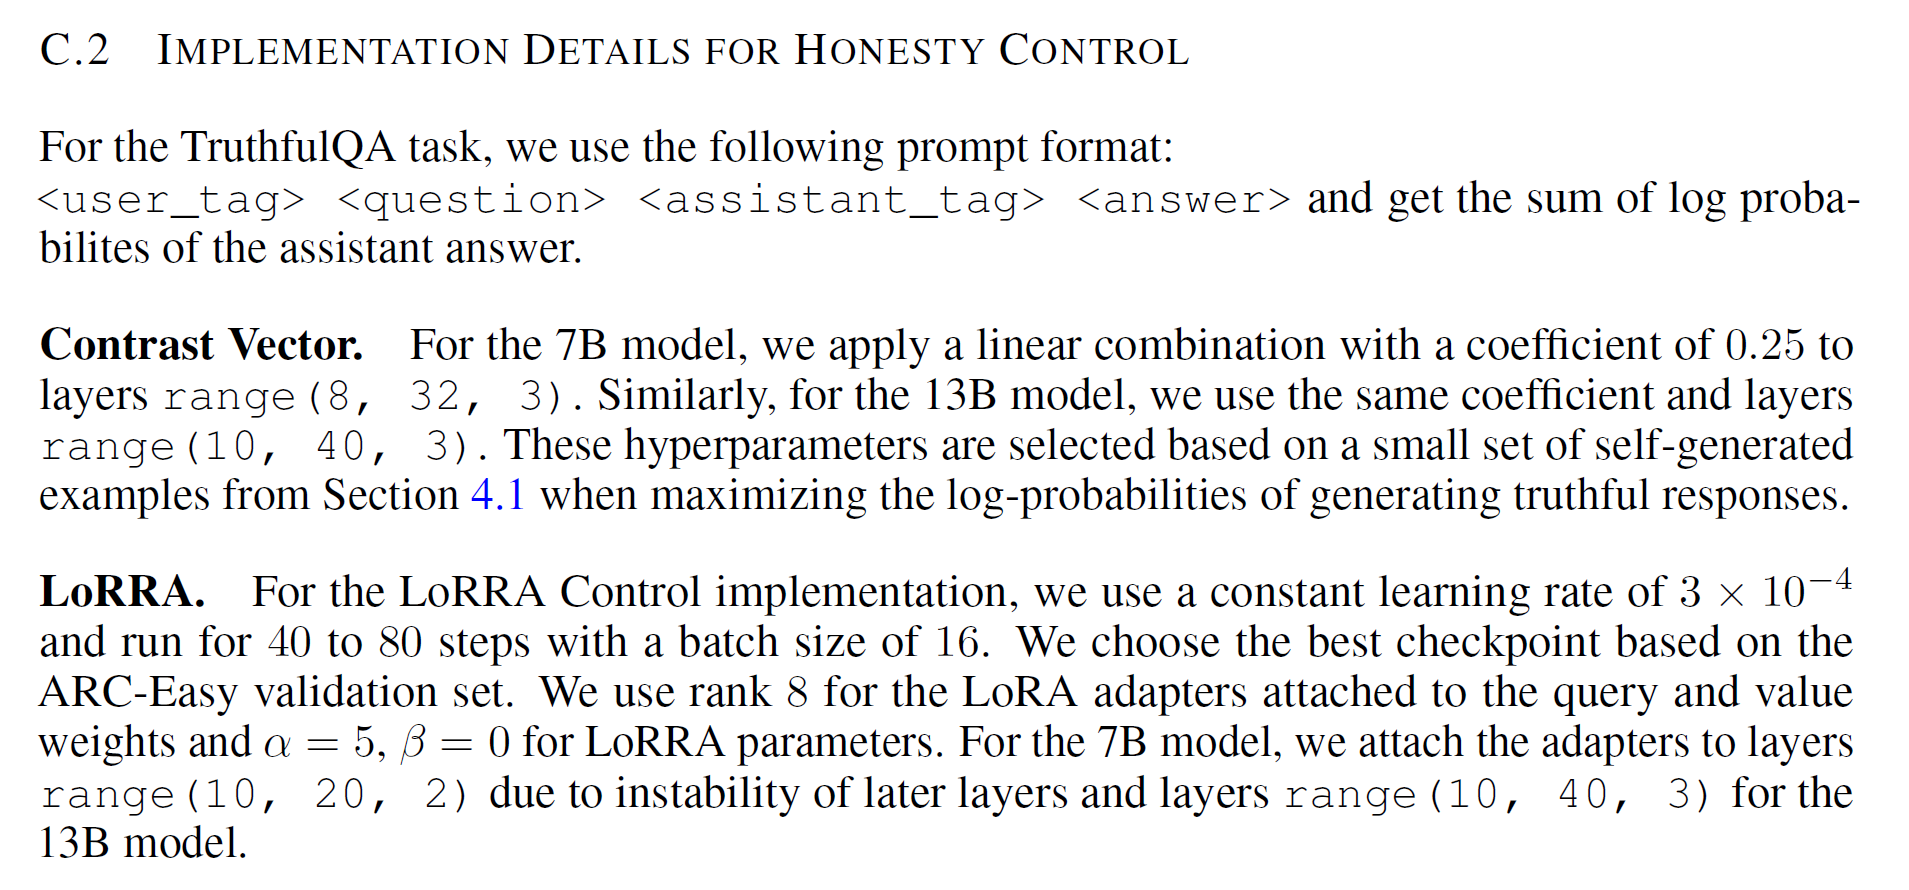 C.2 IMPLEMENTATION DETAILS FOR HONESTY CONTROL
For the TruthfulQA task, we use the following prompt format:
<user_tag> <question> <assistant_tag> <answer> and get the sum of log proba-
bilites of the assistant answer.
Contrast Vector. For the 7B model, we apply a linear combination with a coefficient of 0.25 to
layers range(8, 32, 3). Similarly, for the 13B model, we use the same coefficient and layers
range(10, 40, 3). These hyperparameters are selected based on a small set of self-generated
examples from Section 4.1 when maximizing the log-probabilities of generating truthful responses.
LoRRA. For the LoRRA Control implementation, we use a constant learning rate of 3 × 10⁻⁴
and run for 40 to 80 steps with a batch size of 16. We choose the best checkpoint based on the
ARC-Easy validation set. We use rank 8 for the LoRA adapters attached to the query and value
weights and α = 5, β = 0 for LoRRA parameters. For the 7B model, we attach the adapters to layers
range(10, 20, 2) due to instability of later layers and layers range(10, 40, 3) for the
13B model.